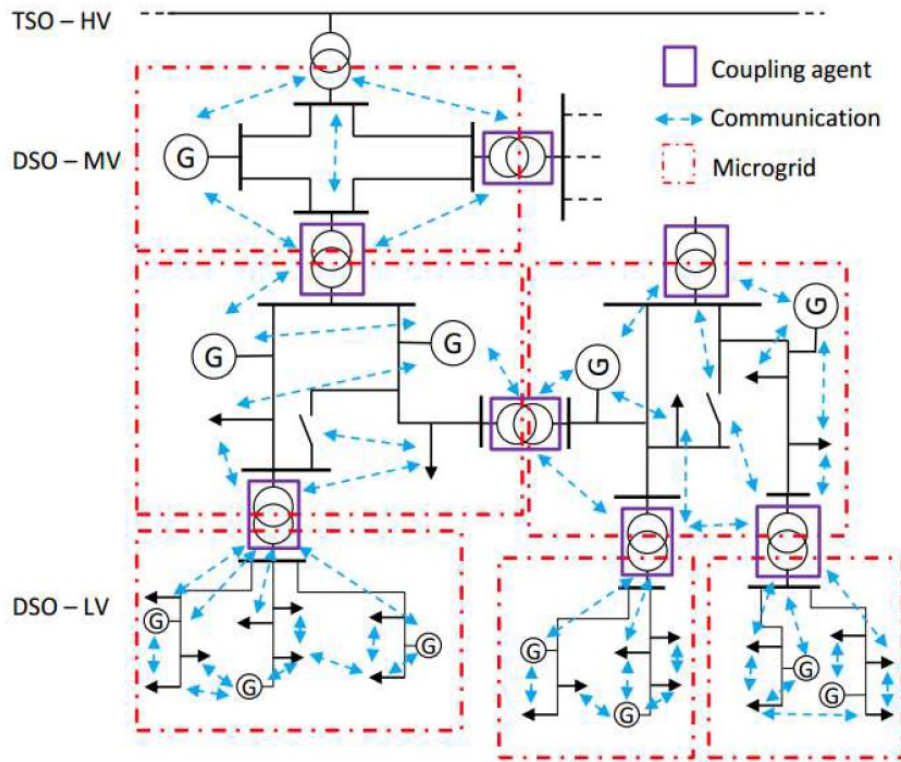 TSO – HV
Coupling agent
Communication
G
DSO – MV
Microgrid
G
G
G
G
DSO – LV
G
G
G
G
G
G
G